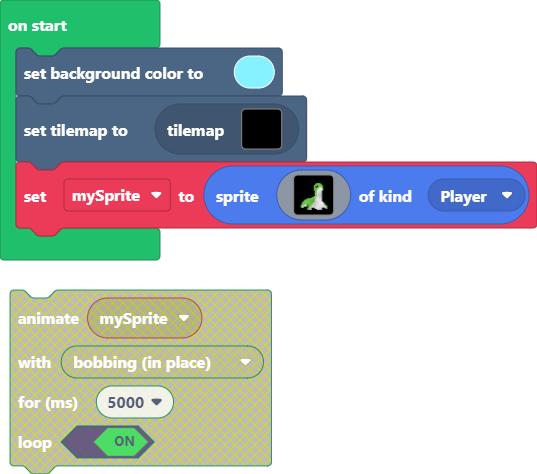 on start
set background color to
set tilemap to tilemap
set mySprite to sprite of kind Player
animate mySprite
with bobbing (in place)
for (ms) 5000
loop ON